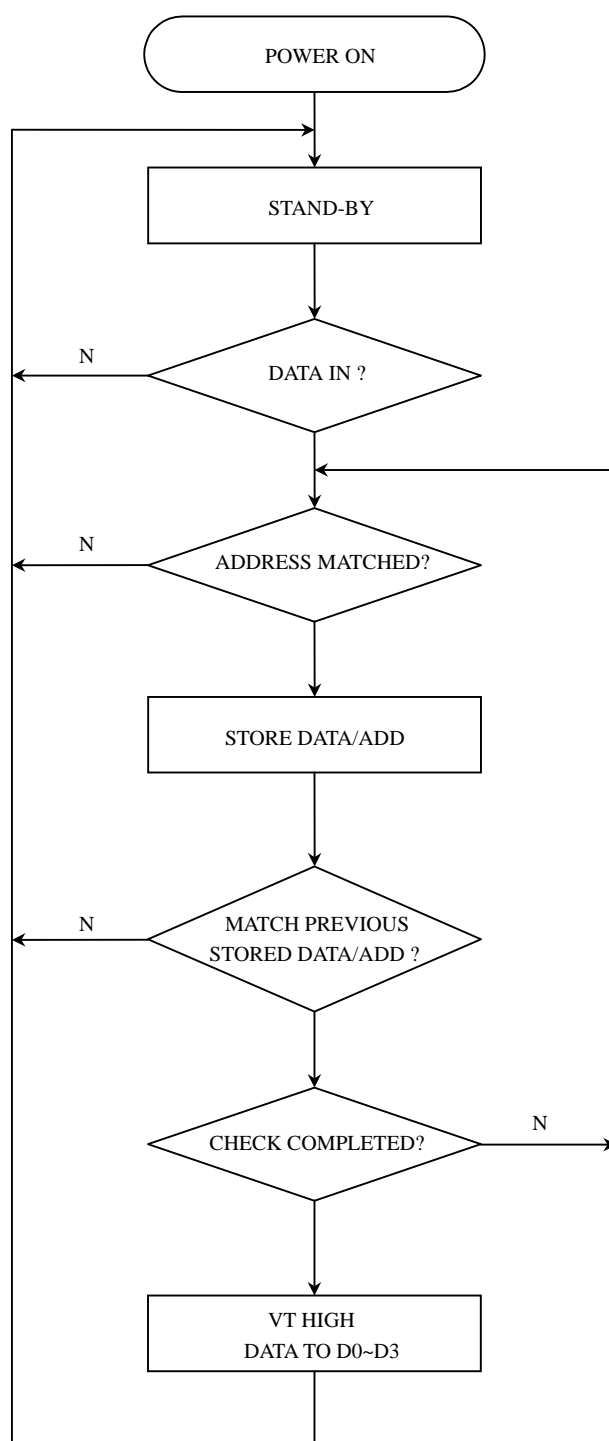 POWER ON
STAND-BY
N
DATA IN ?
N
ADDRESS MATCHED?
STORE DATA/ADD
N
MATCH PREVIOUS
STORED DATA/ADD ?
CHECK COMPLETED?
N
VT HIGH
DATA TO D0~D3